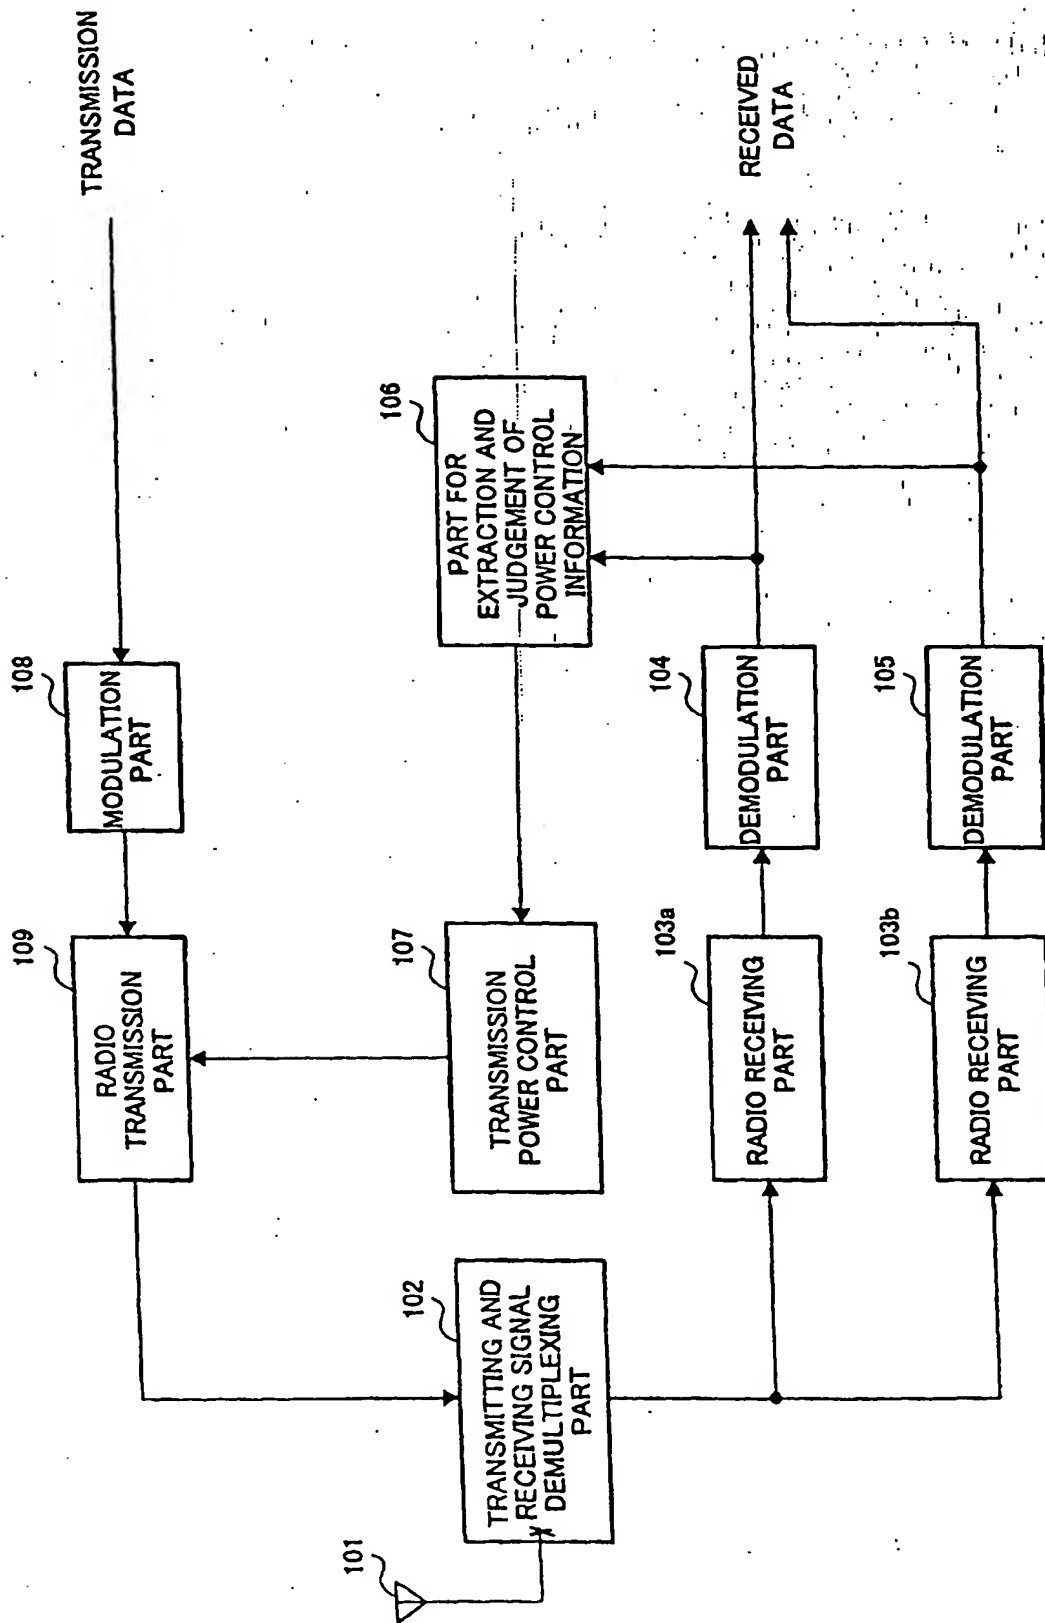 TRANSMISSION
DATA
108
MODULATION
PART
109
RADIO
TRANSMISSION
PART
106
PART FOR
EXTRACTION AND
JUDGEMENT OF
POWER CONTROL
INFORMATION
107
TRANSMISSION
POWER CONTROL
PART
102
TRANSMITTING AND
RECEIVING SIGNAL
DEMULTIPLEXING
PART
101
RECEIVED
DATA
104
DEMODULATION
PART
103a
RADIO RECEIVING
PART
105
DEMODULATION
PART
103b
RADIO RECEIVING
PART